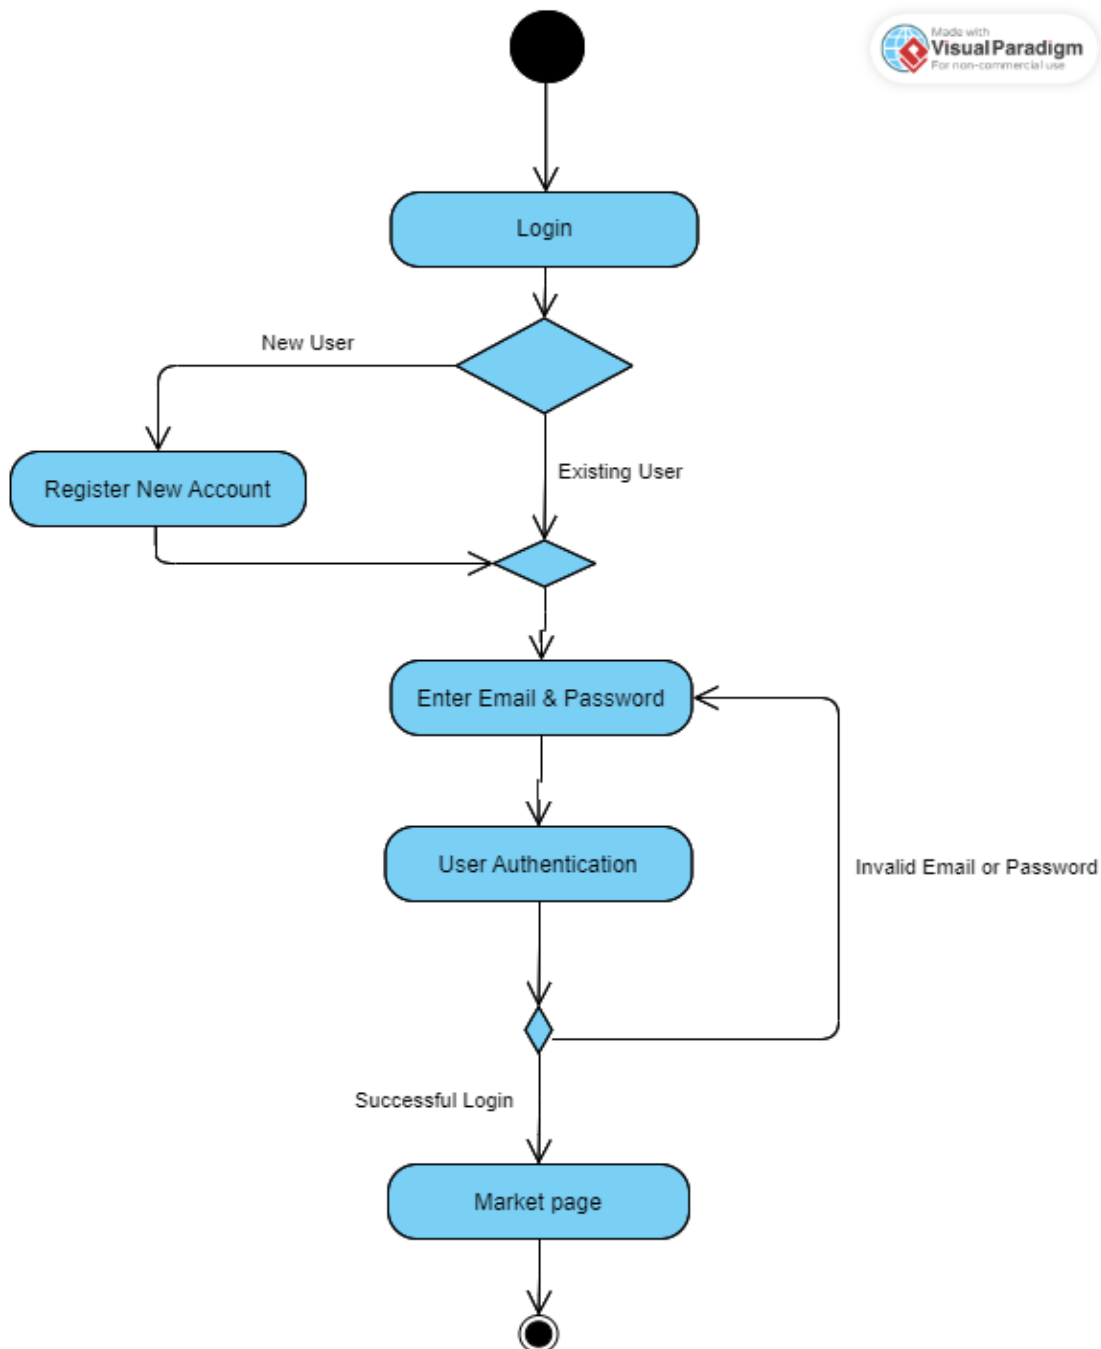 Made with
Visual Paradigm
For non-commercial use
Login
New User
Existing User
Register New Account
Enter Email & Password
User Authentication
Invalid Email or Password
Successful Login
Market page